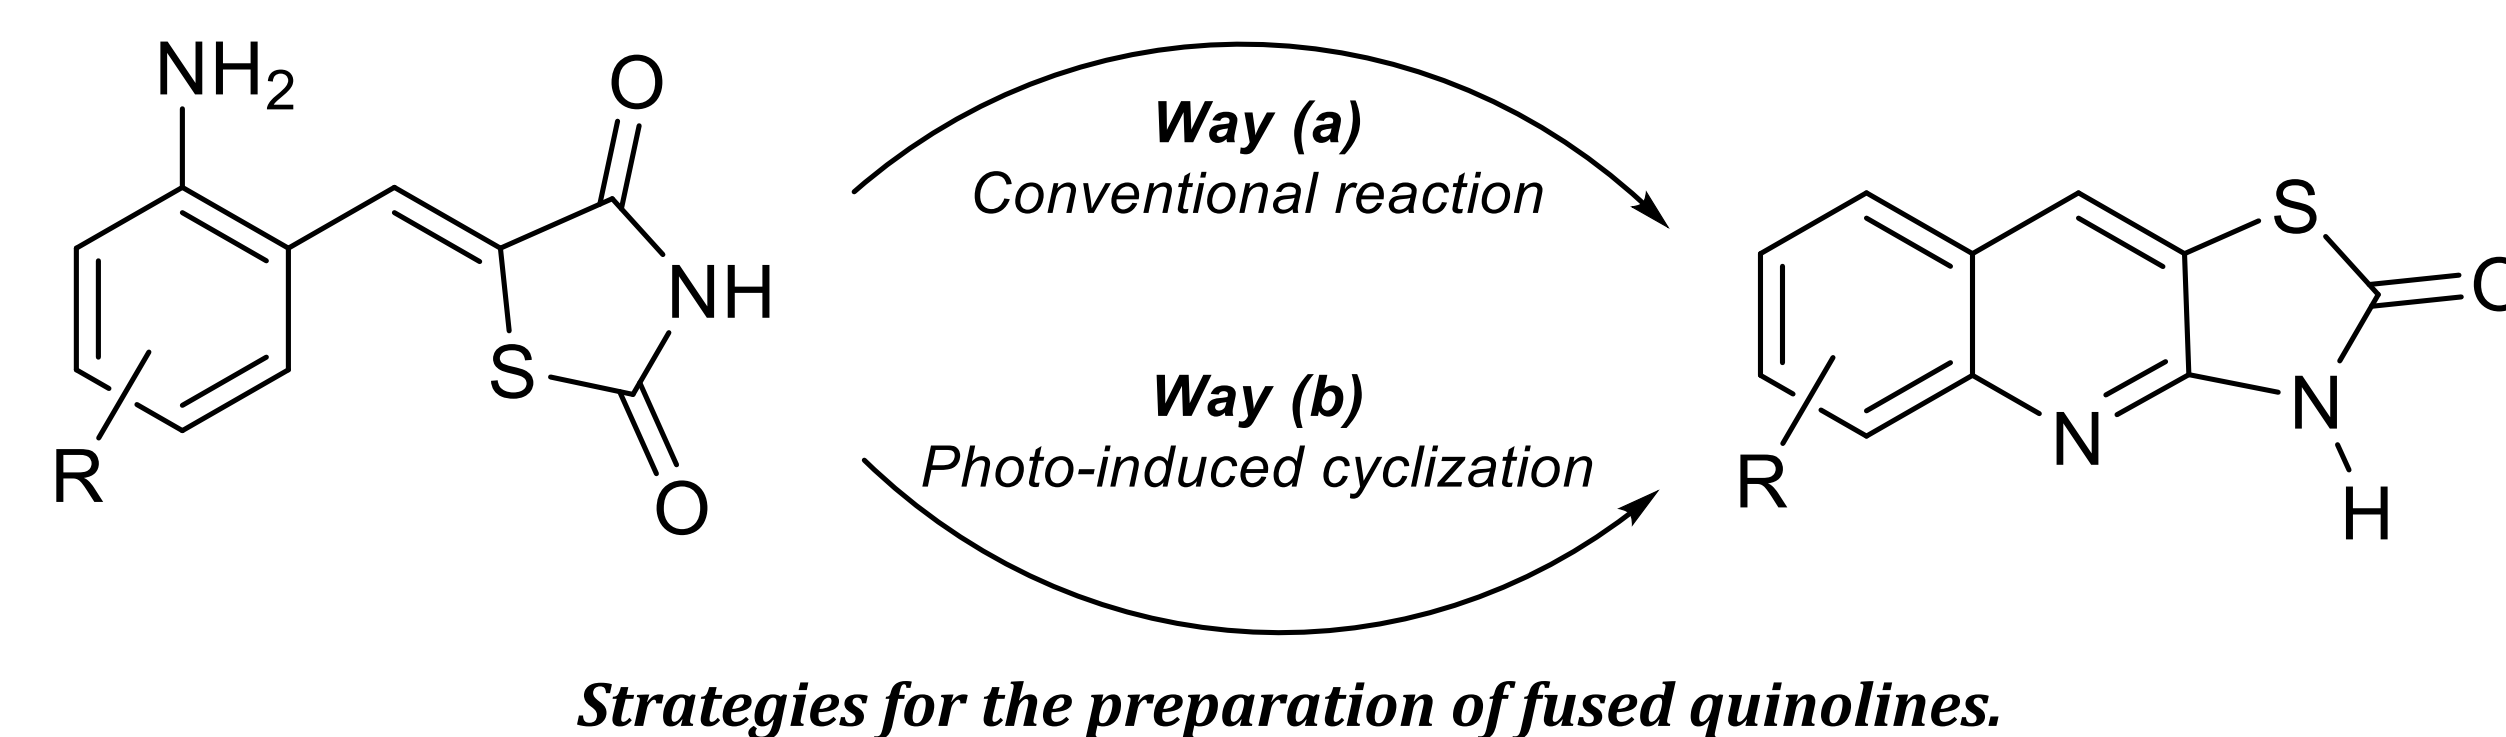 NH2
O
NH
S
O
R
Way (a)
Conventional reaction
Way (b)
Photo-induced cyclization
S
O
N
N
H
R
Strategies for the preparation of fused quinolines.